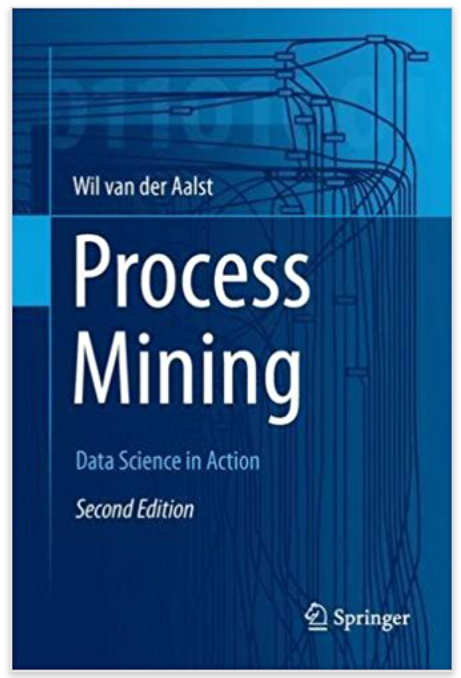 Wil van der Aalst
Process
Mining
Data Science in Action
Second Edition
Springer